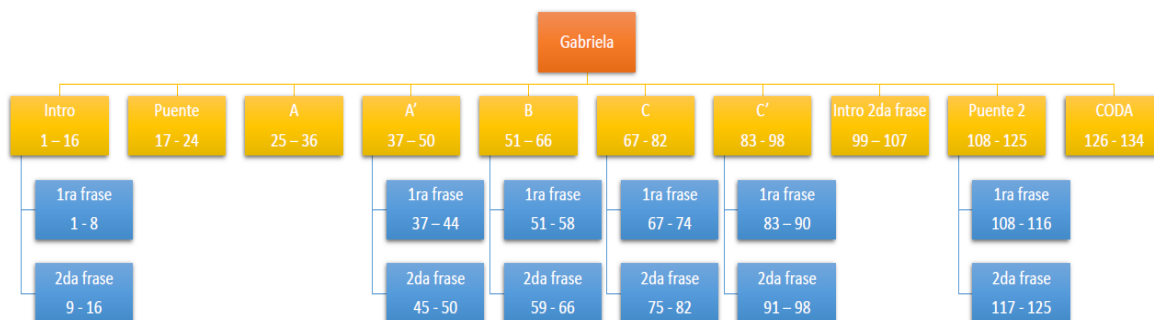 Gabriela
Intro
1 – 16
Puente
17 - 24
A
25 – 36
A’
37 – 50
B
51 – 66
C
67 - 82
C’
83 - 98
Intro 2da frase
99 – 107
Puente 2
108 - 125
CODA
126 - 134
1ra frase
1 - 8
1ra frase
37 – 44
1ra frase
51 - 58
1ra frase
67 - 74
1ra frase
83 – 90
1ra frase
108 - 116
2da frase
9 - 16
2da frase
45 - 50
2da frase
59 - 66
2da frase
75 - 82
2da frase
91 – 98
2da frase
117 - 125